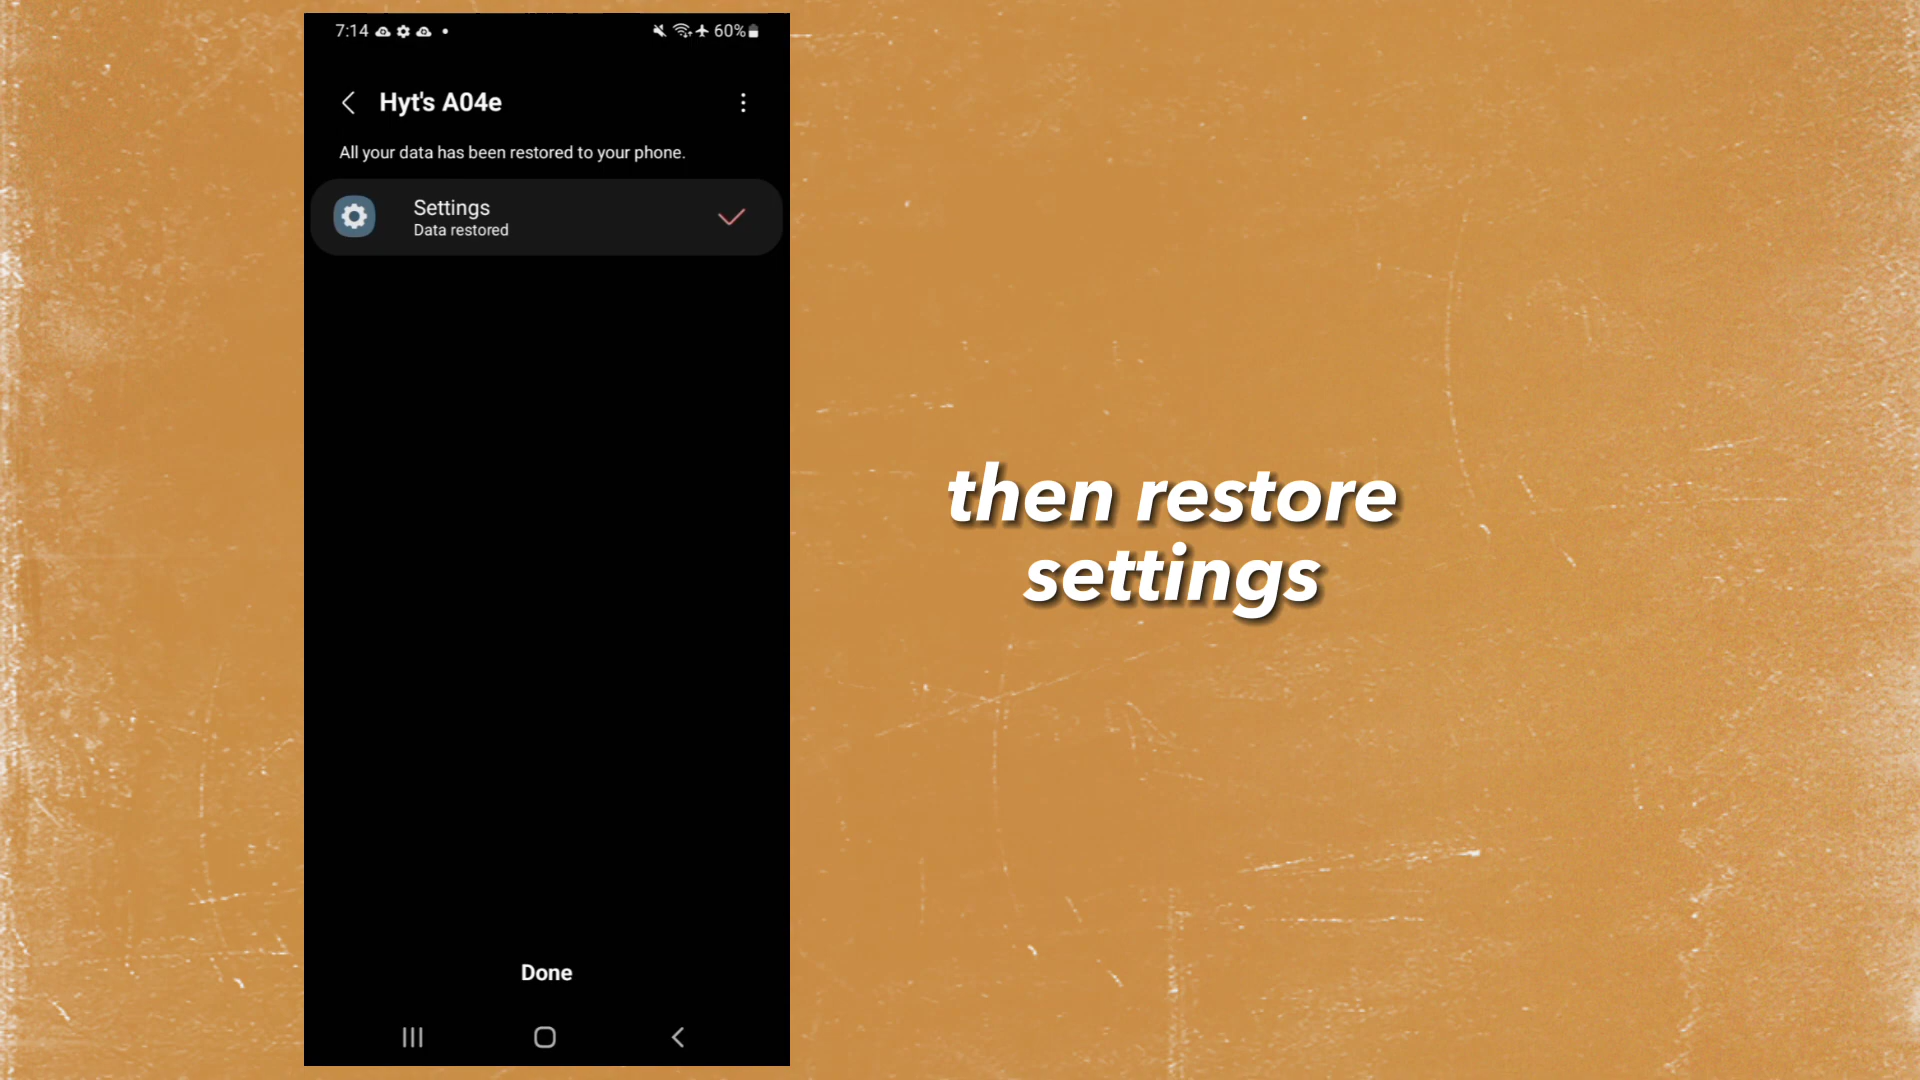 7:14
60%
Hyt's A04e
All your data has been restored to your phone.
Settings
Data restored
then restore
settings
Done